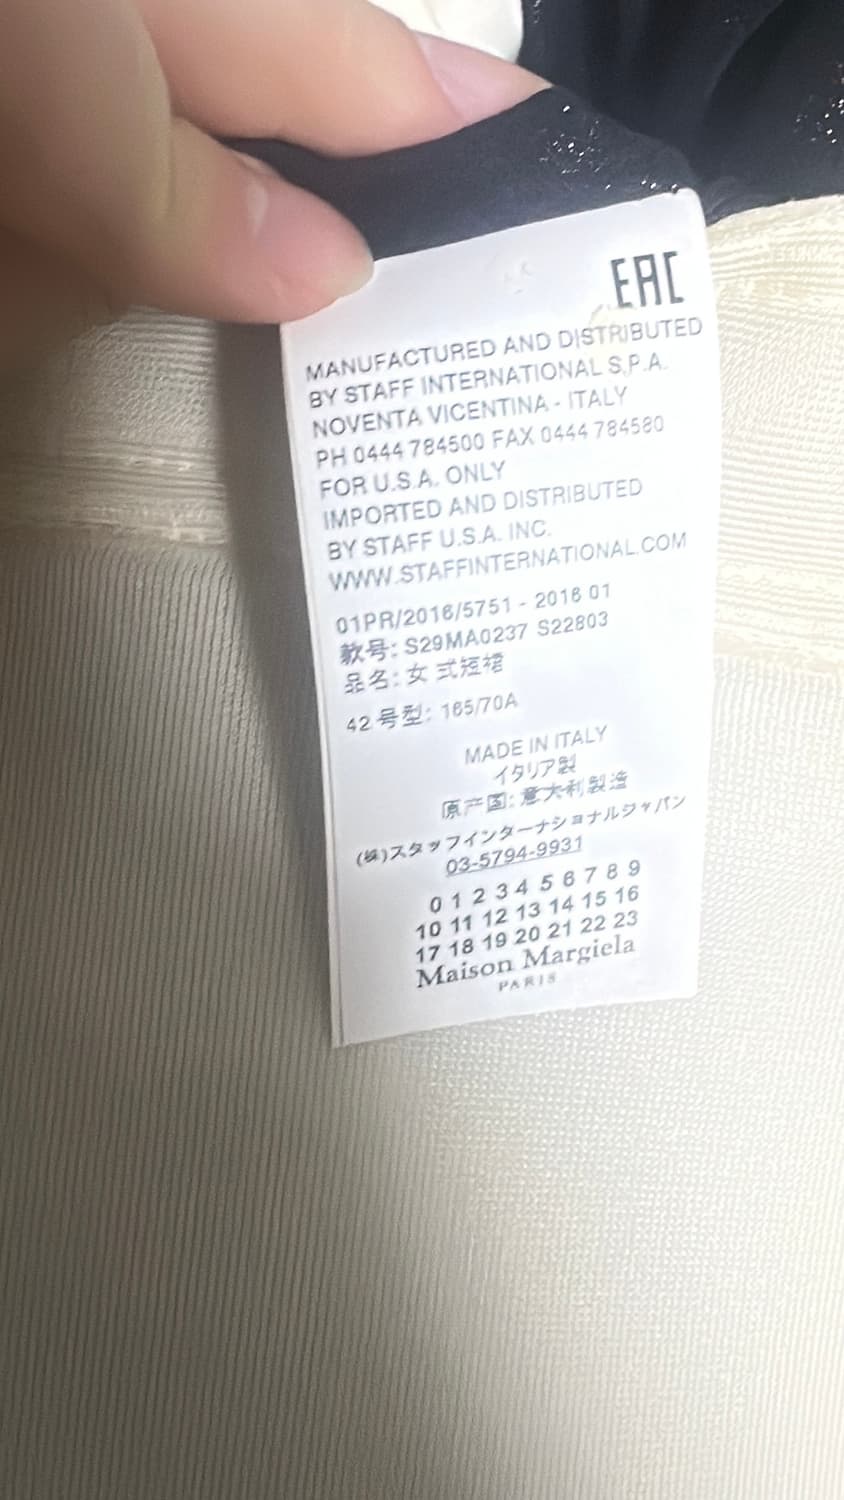 EAC
MANUFACTURED AND DISTRIBUTED
BY STAFF INTERNATIONAL S.P.A.
NOVENTA VICENTINA - ITALY
PH 0444 784500 FAX 0444 784580
FOR U.S.A. ONLY
IMPORTED AND DISTRIBUTED
BY STAFF U.S.A. INC.
WWW.STAFFINTERNATIONAL.COM
01PR/2016/5751 - 2016 01
款号: S29MA0237 S22803
品名: 女 式短裙
42 号型: 165/70A
MADE IN ITALY
イタリア製
原产国: 意大利製造
(株)スタッフインターナショナルジャパン
03-5794-9931
0 1 2 3 4 5 6 7 8 9
10 11 12 13 14 15 16
17 18 19 20 21 22 23
Maison Margiela
PARIS